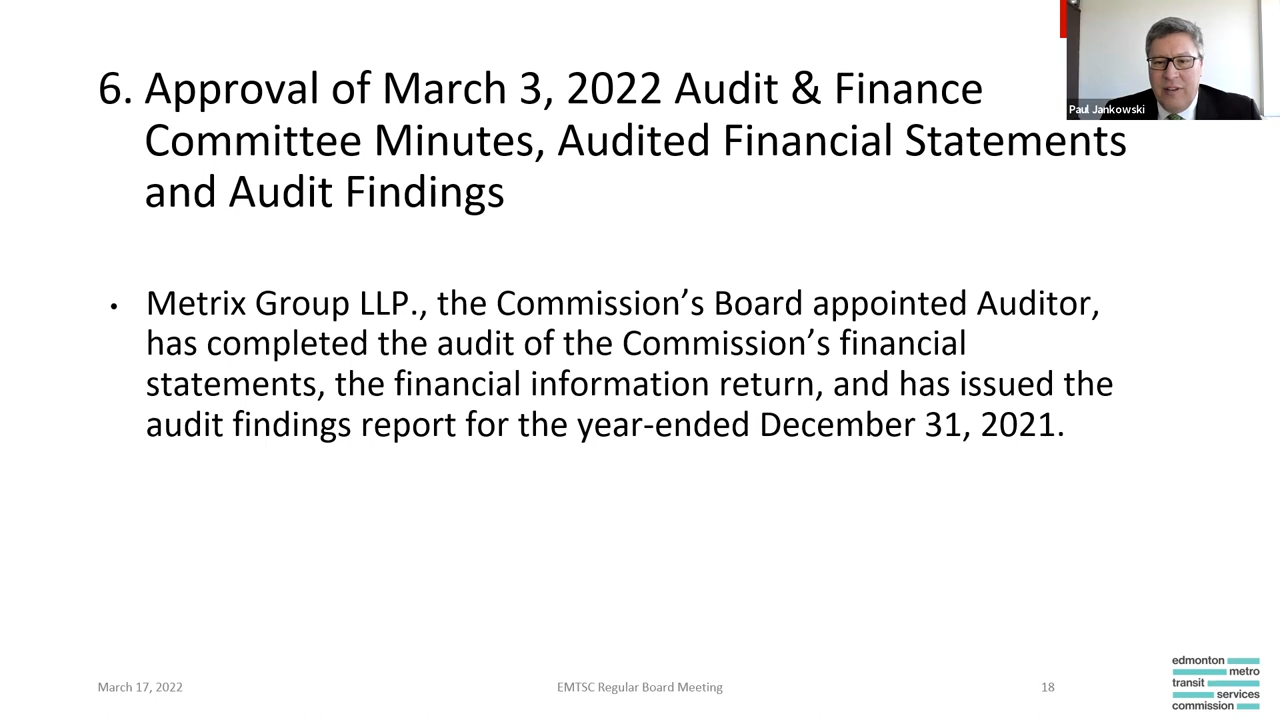 6. Approval of March 3, 2022 Audit & Finance
Committee Minutes, Audited Financial Statements
and Audit Findings
Paul Jankowski
• Metrix Group LLP., the Commission’s Board appointed Auditor,
has completed the audit of the Commission’s financial
statements, the financial information return, and has issued the
audit findings report for the year-ended December 31, 2021.
March 17, 2022
EMTSC Regular Board Meeting
18
edmonton
metro
transit
services
commission